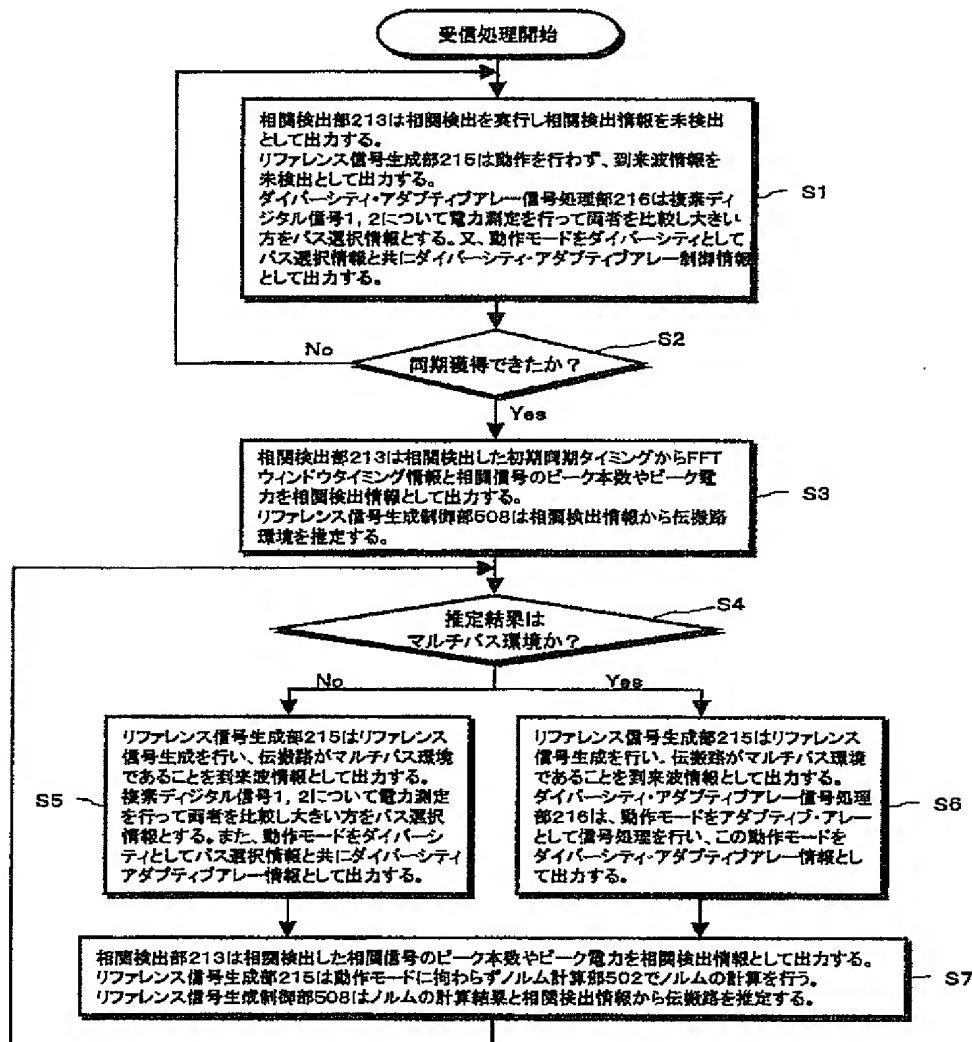 受信処理開始
相関検出部213は相関検出を実行し相関検出情報を未検出
として出力する。
リファレンス信号生成部215は動作を行わず、到来波情報を
未検出として出力する。
ダイバーシティ・アダプティブアレー信号処理部216は複素ディ
ジタル信号1, 2について電力測定を行って両者を比較し大きい
方をパス選択情報とする。又、動作モードをダイバーシティとして
パス選択情報と共にダイバーシティ・アダプティブアレー制御情報
として出力する。
S1
S2
No
同期獲得できたか？
Yes
相関検出部213は相関検出した初期同期タイミングからFFT
ウィンドウタイミング情報と相関信号のピーク本数やピーク電
力を相関検出情報として出力する。
リファレンス信号生成制御部508は相関検出情報から伝搬路
環境を推定する。
S3
S4
推定結果は
マルチパス環境か？
No
Yes
リファレンス信号生成部215はリファレンス
信号生成を行い、伝搬路がマルチパス環境
であることを到来波情報として出力する。
複素ディジタル信号1, 2について電力測定
を行って両者を比較し大きい方をパス選択
情報とする。また、動作モードをダイバーシ
ティとしてパス選択情報と共にダイバーシティ
アダプティブアレー情報として出力する。
S5
リファレンス信号生成部215はリファレンス
信号生成を行い、伝搬路がマルチパス環境
であることを到来波情報として出力する。
ダイバーシティ・アダプティブアレー信号処理
部216は、動作モードをアダプティブ・アレー
として信号処理を行い、この動作モードを
ダイバーシティ・アダプティブアレー情報とし
て出力する。
S6
相関検出部213は相関検出した相関信号のピーク本数やピーク電力を相関検出情報として出力する。
リファレンス信号生成部215は動作モードに拘わらずノルム計算部502でノルムの計算を行う。
リファレンス信号生成制御部508はノルムの計算結果と相関検出情報から伝搬路を推定する。
S7